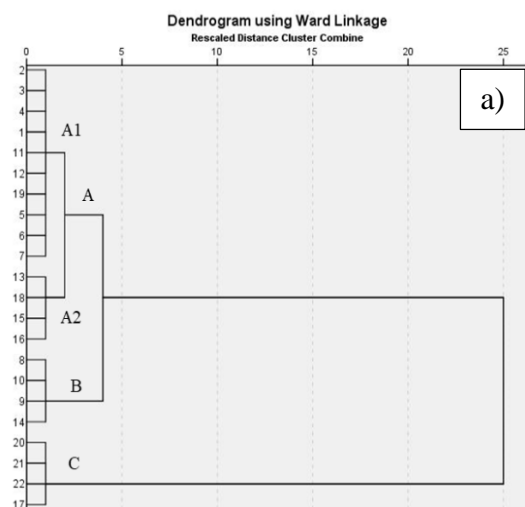 Dendrogram using Ward Linkage
Rescaled Distance Cluster Combine
0 5 10 15 20 25
a)
2
3
4
1
A1
11
12
19
A
5
6
7
13
18
A2
15
16
8
10
B
9
14
20
C
21
22
17